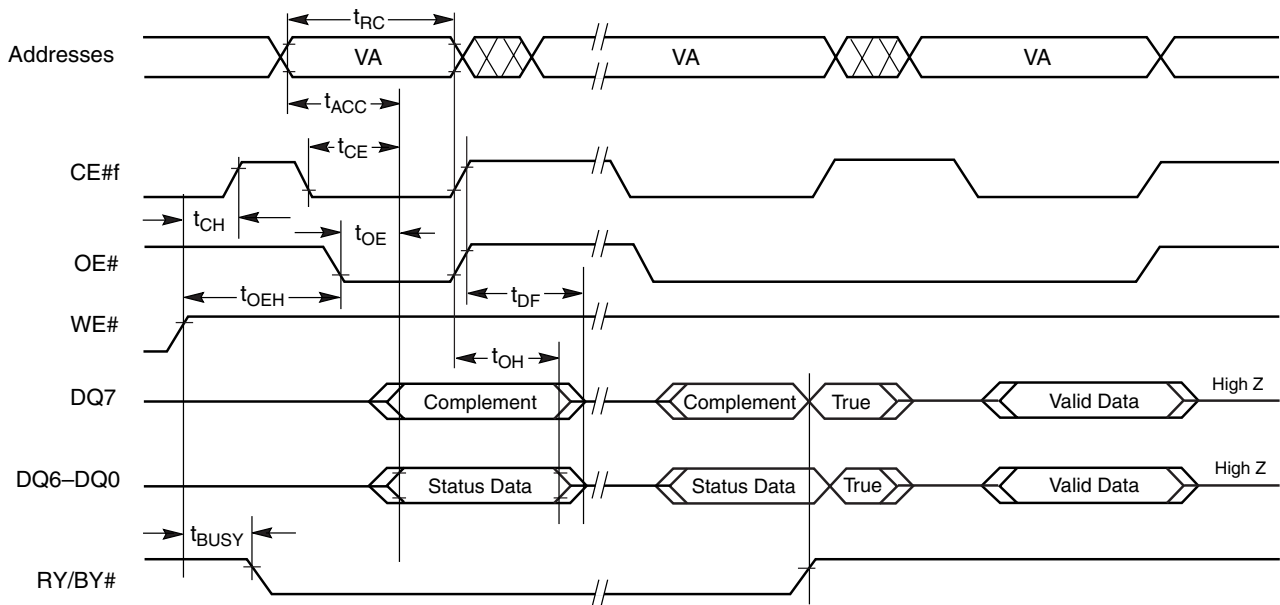 tRC
Addresses VA VA VA
tACC
tCE
CE#f
tCH tOE
OE#
tOEH tDF
WE#
tOH
DQ7 Complement Complement True Valid Data High Z
DQ6–DQ0 Status Data Status Data True Valid Data High Z
tBUSY
RY/BY#